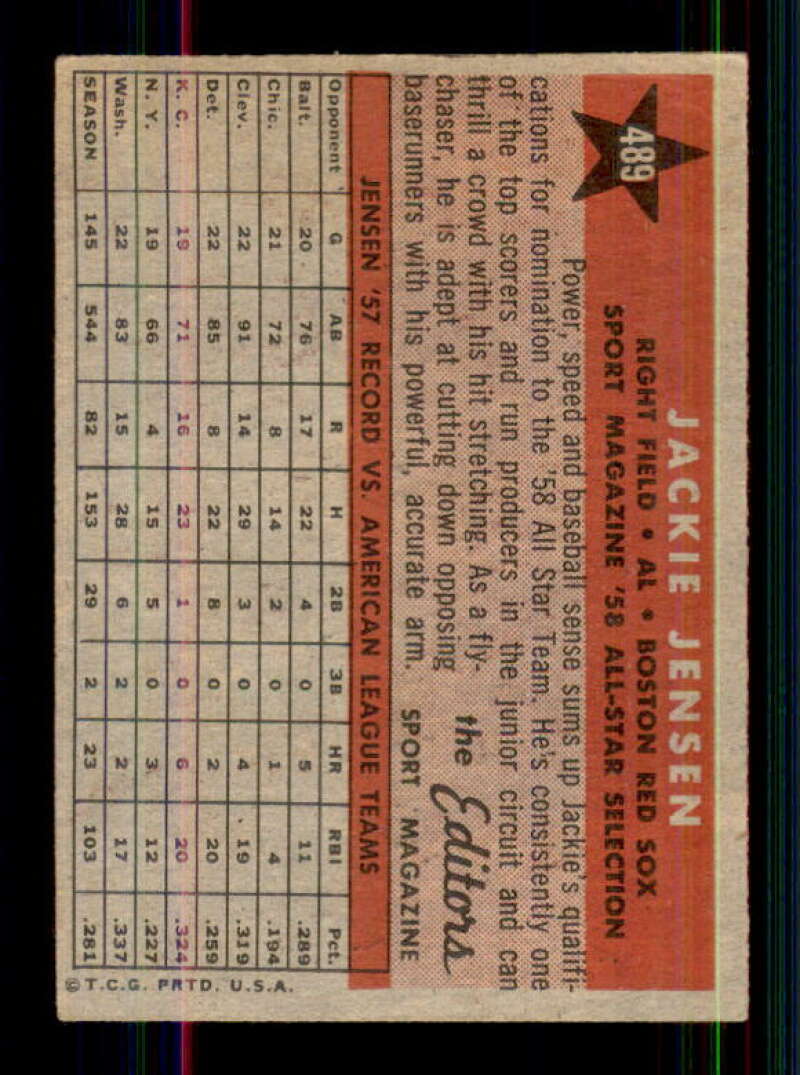 489
JACKIE JENSEN
RIGHT FIELD • AL • BOSTON RED SOX
SPORT MAGAZINE '58 ALL-STAR SELECTION
Power, speed and baseball sense sums up Jackie's qualifi-
cations for nomination to the '58 All Star Team. He's consistently one
of the top scorers and run producers in the junior circuit and can
thrill a crowd with his hit stretching. As a fly-
chaser, he is adept at cutting down opposing
baserunners with his powerful, accurate arm.
the Editors
SPORT MAGAZINE
JENSEN '57 RECORD VS. AMERICAN LEAGUE TEAMS
Opponent G AB R H 2B 3B HR RBI Pct.
Balt. 20 76 17 22 4 0 5 11 .289
Chic. 21 72 8 14 2 0 1 4 .194
Clev. 22 91 14 29 3 0 4 19 .319
Det. 22 85 8 22 8 0 2 20 .259
K. C. 19 71 16 23 1 0 6 20 .324
N. Y. 19 66 4 15 5 0 3 12 .227
Wash. 22 83 15 28 6 2 2 17 .337
SEASON 145 544 82 153 29 2 23 103 .281
© T.C.G. PRTD. U.S.A.